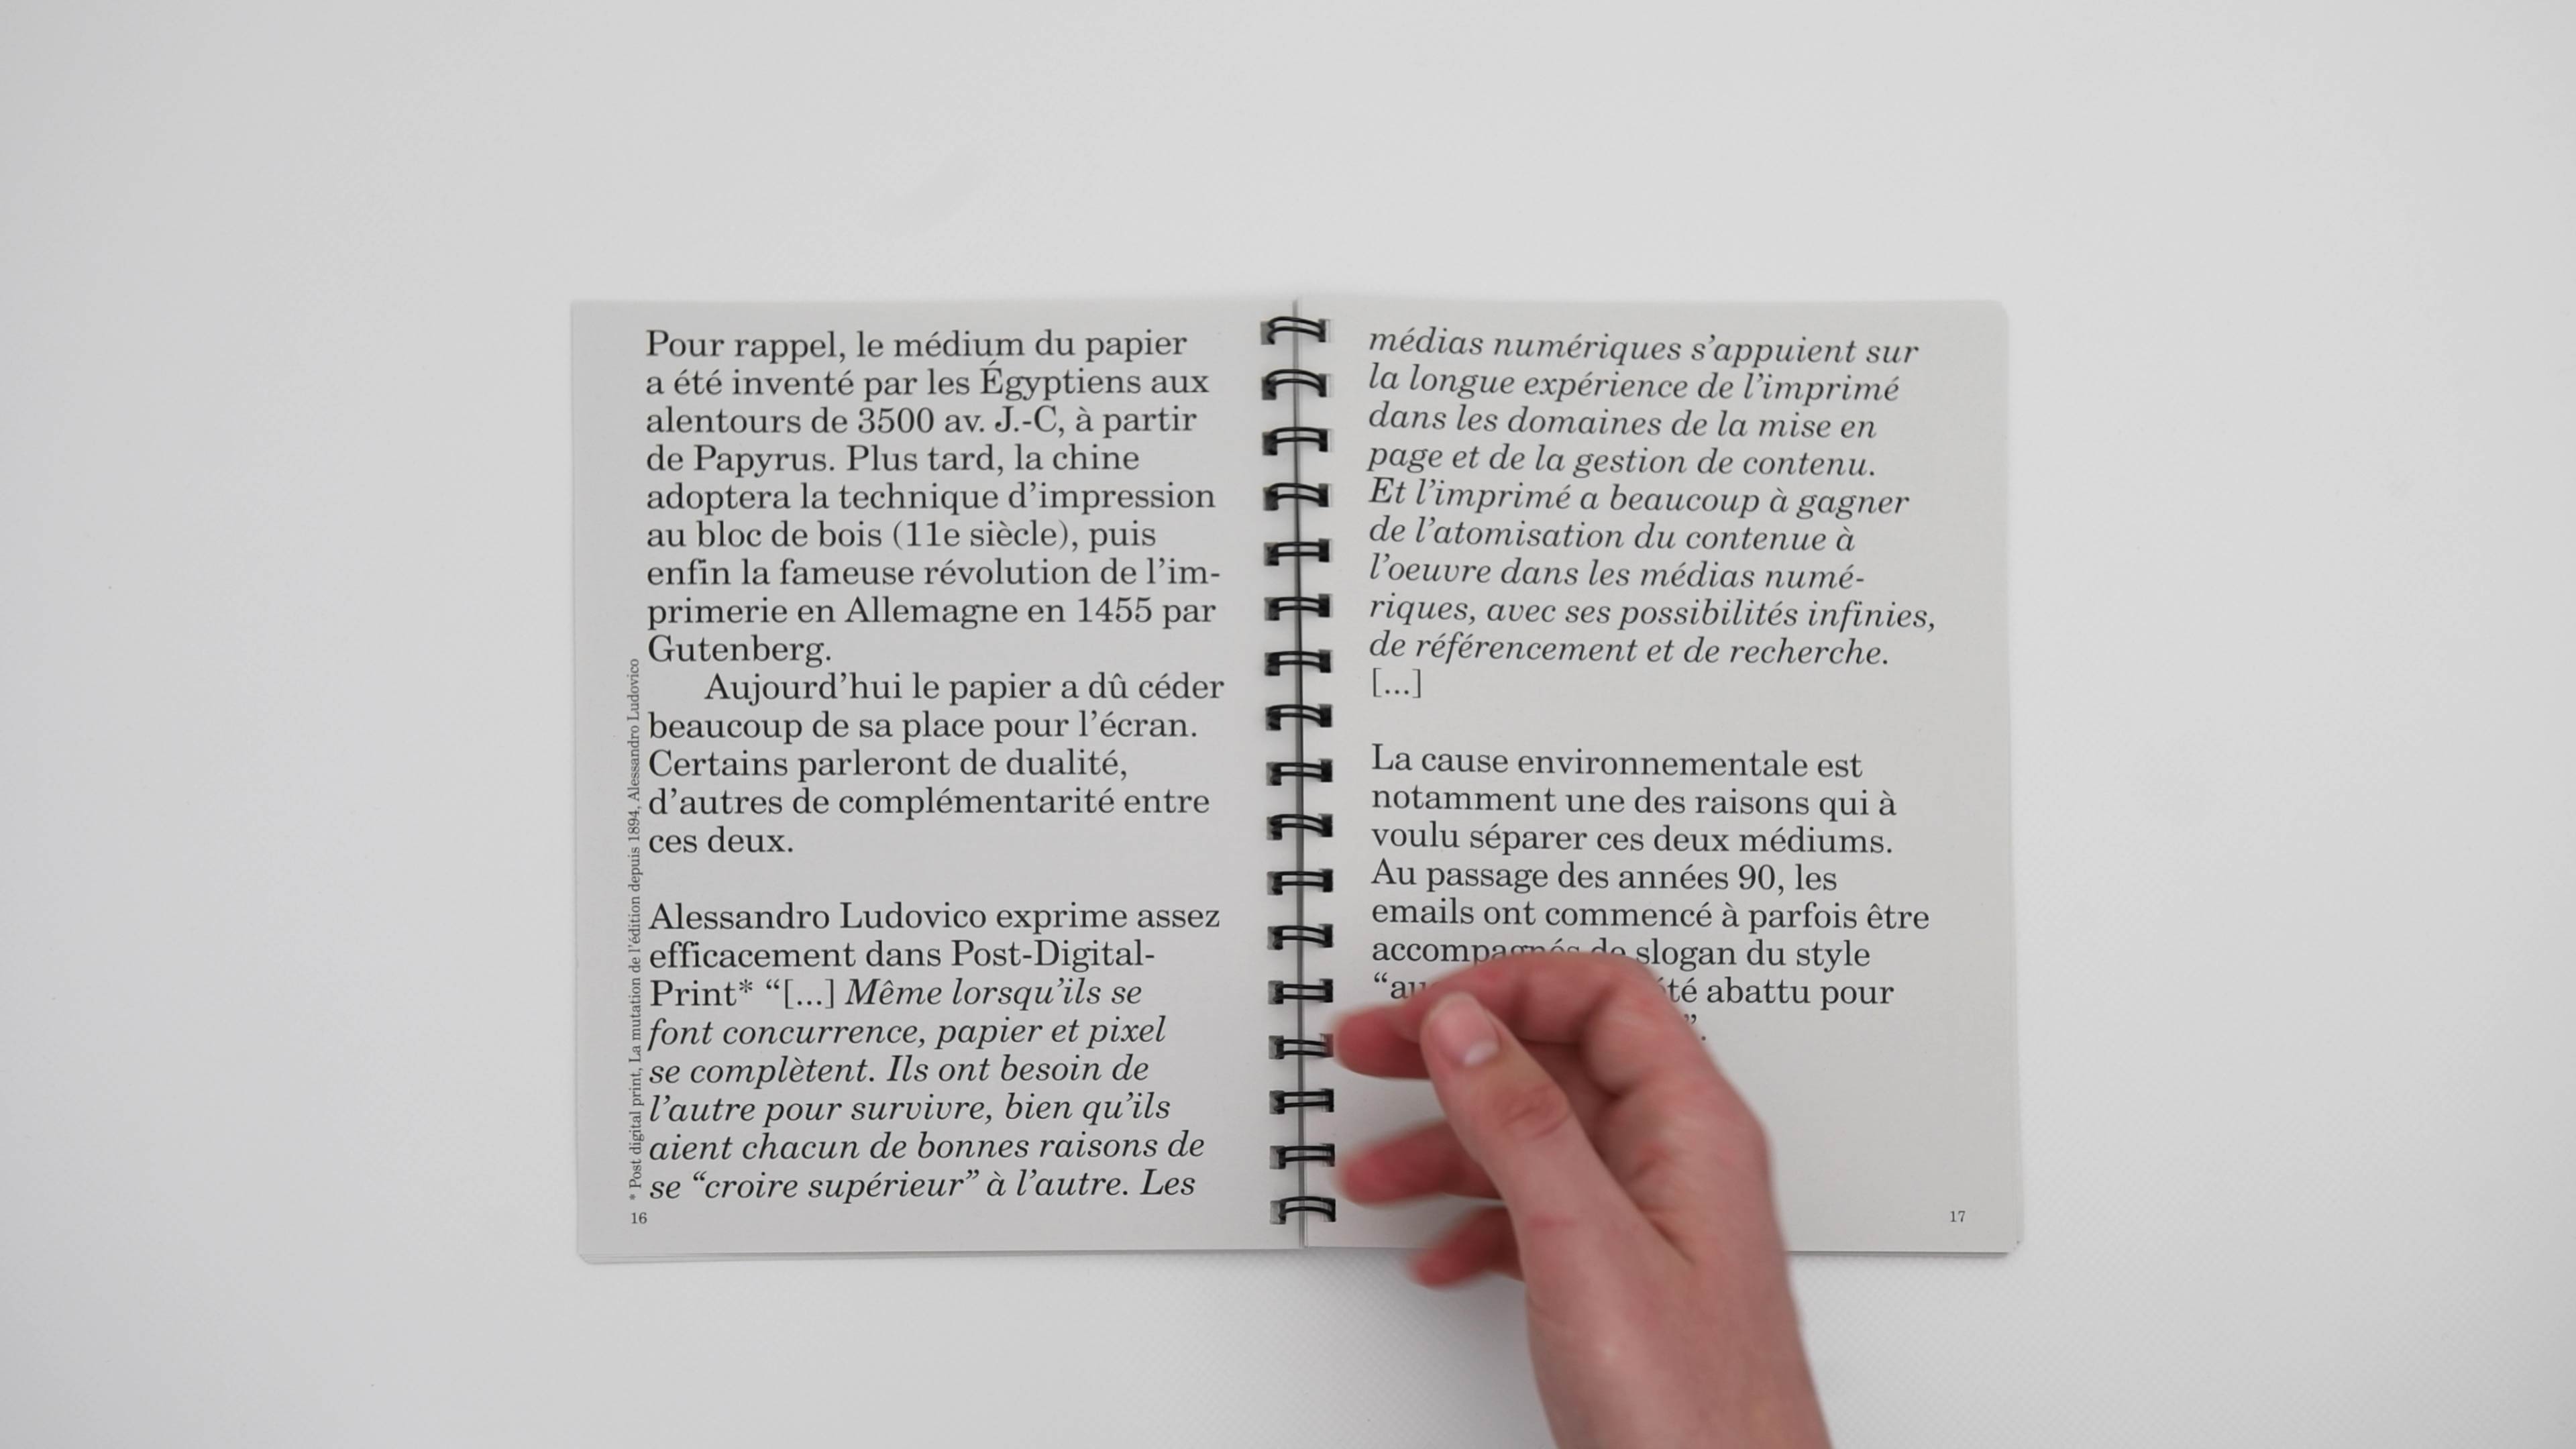 Pour rappel, le médium du papier
a été inventé par les Égyptiens aux
alentours de 3500 av. J.-C, à partir
de Papyrus. Plus tard, la chine
adoptera la technique d’impression
au bloc de bois (11e siècle), puis
enfin la fameuse révolution de l’im-
primerie en Allemagne en 1455 par
Gutenberg.
Aujourd’hui le papier a dû céder
beaucoup de sa place pour l’écran.
Certains parleront de dualité,
d’autres de complémentarité entre
ces deux.
Alessandro Ludovico exprime assez
efficacement dans Post-Digital-
Print* “[...] Même lorsqu’ils se
font concurrence, papier et pixel
se complètent. Ils ont besoin de
l’autre pour survivre, bien qu’ils
aient chacun de bonnes raisons de
se “croire supérieur” à l’autre. Les
* Post digital print, La mutation de l’édition depuis 1894, Alessandro Ludovico
16
médias numériques s’appuient sur
la longue expérience de l’imprimé
dans les domaines de la mise en
page et de la gestion de contenu.
Et l’imprimé a beaucoup à gagner
de l’atomisation du contenue à
l’oeuvre dans les médias numé-
riques, avec ses possibilités infinies,
de référencement et de recherche.
[...]
La cause environnementale est
notamment une des raisons qui à
voulu séparer ces deux médiums.
Au passage des années 90, les
emails ont commencé à parfois être
accompagnés de slogan du style
abattu pour
”.
17